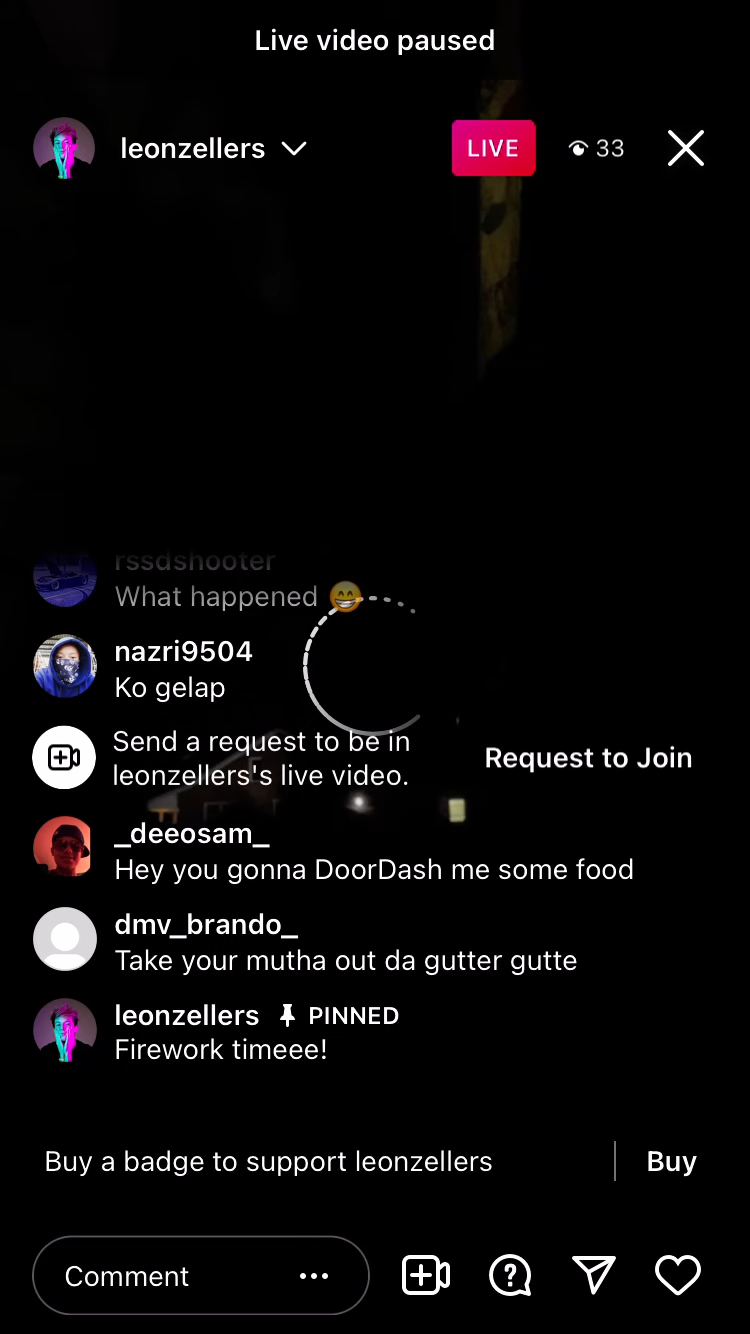 Live video paused
leonzellers
LIVE
33
rssdshooter
What happened 😁
nazri9504
Ko gelap
Send a request to be in
leonzellers's live video.
Request to Join
_deeosam_
Hey you gonna DoorDash me some food
dmv_brando_
Take your mutha out da gutter gutte
leonzellers PINNED
Firework timeee!
Buy a badge to support leonzellers
Buy
Comment